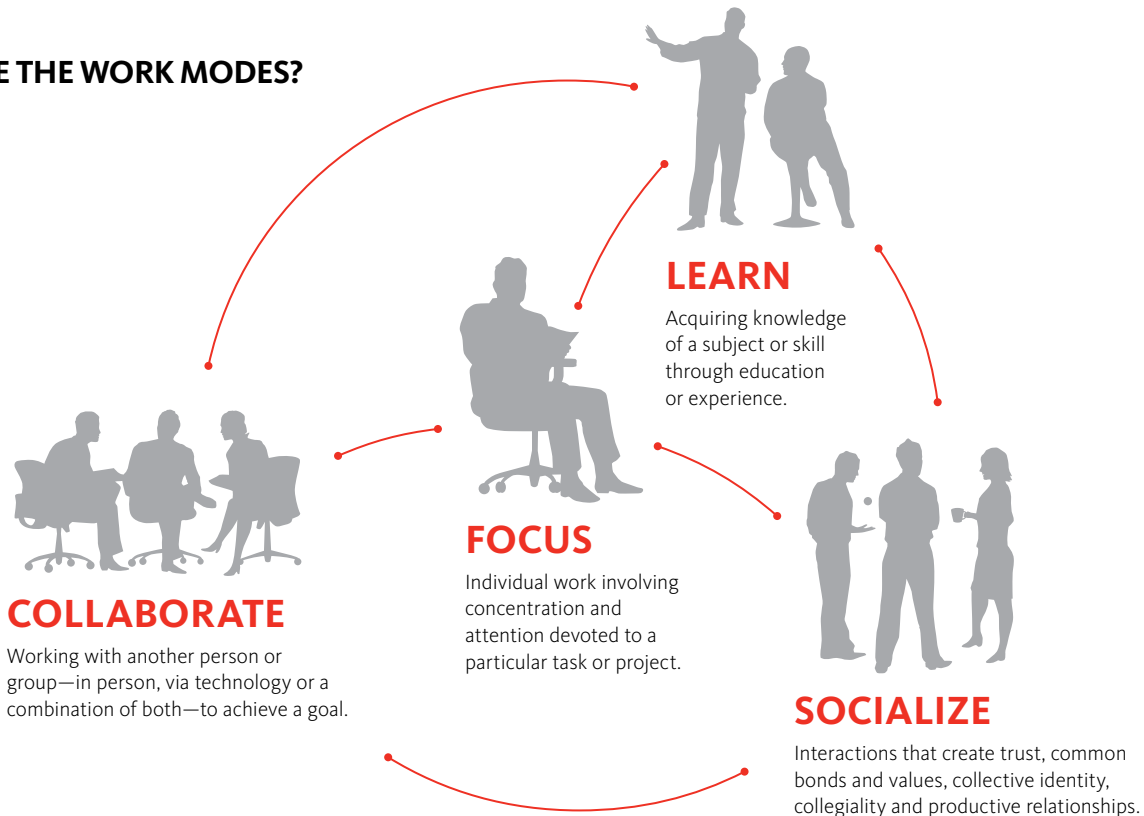 E THE WORK MODES?
LEARN
Acquiring knowledge
of a subject or skill
through education
or experience.
FOCUS
Individual work involving
concentration and
attention devoted to a
particular task or project.
COLLABORATE
Working with another person or
group—in person, via technology or a
combination of both—to achieve a goal.
SOCIALIZE
Interactions that create trust, common
bonds and values, collective identity,
collegiality and productive relationships.